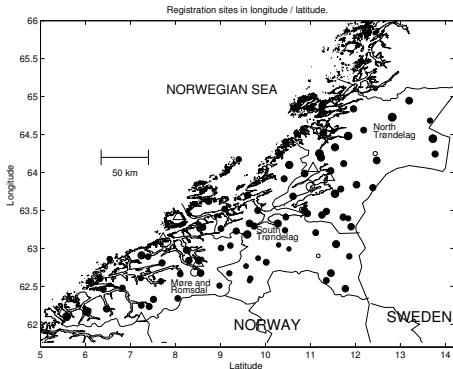 Registration sites in longitude / latitude.
66
65.5
65
64.5
64
63.5
63
62.5
62
Longitude
NORWEGIAN SEA
North
Trøndelag
50 km
South
Trøndelag
Møre and
Romsdal
NORWAY
SWEDEN
5 6 7 8 9 10 11 12 13 14
Latitude